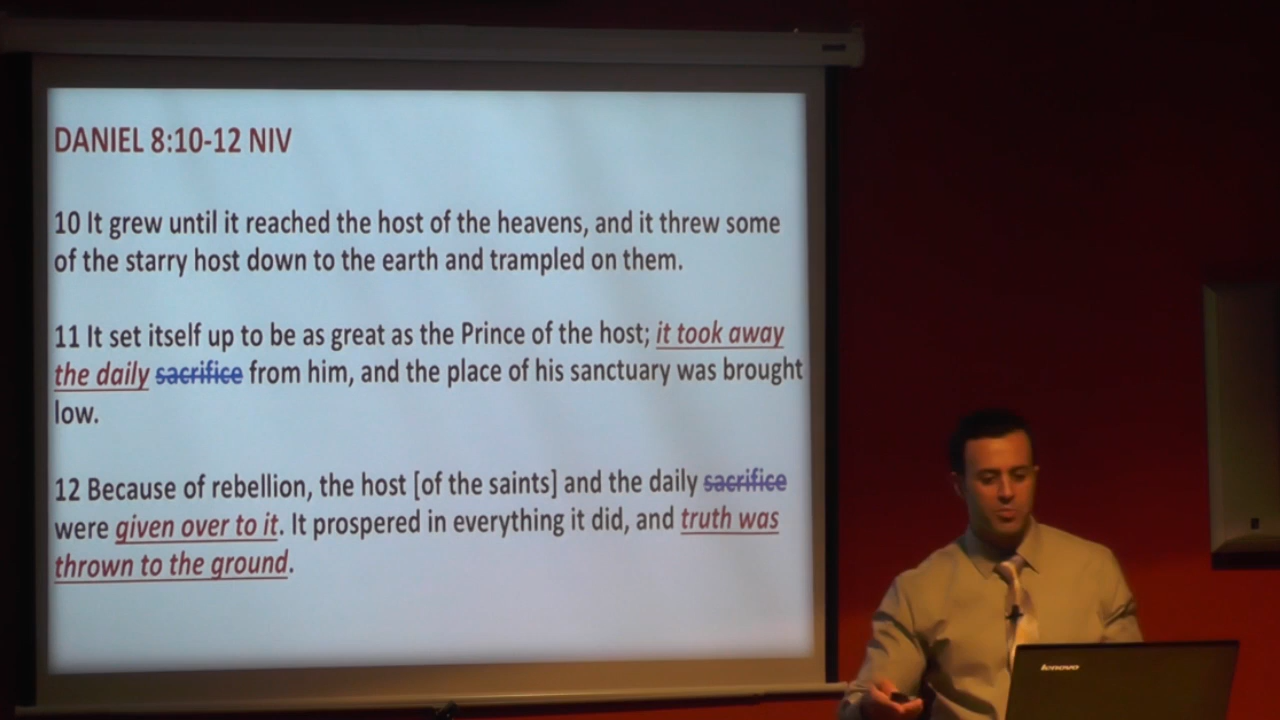 DANIEL 8:10-12 NIV
10 It grew until it reached the host of the heavens, and it threw some
of the starry host down to the earth and trampled on them.
11 It set itself up to be as great as the Prince of the host; it took away
the daily sacrifice from him, and the place of his sanctuary was brought
low.
12 Because of rebellion, the host [of the saints] and the daily sacrifice
were given over to it. It prospered in everything it did, and truth was
thrown to the ground.
lenovo